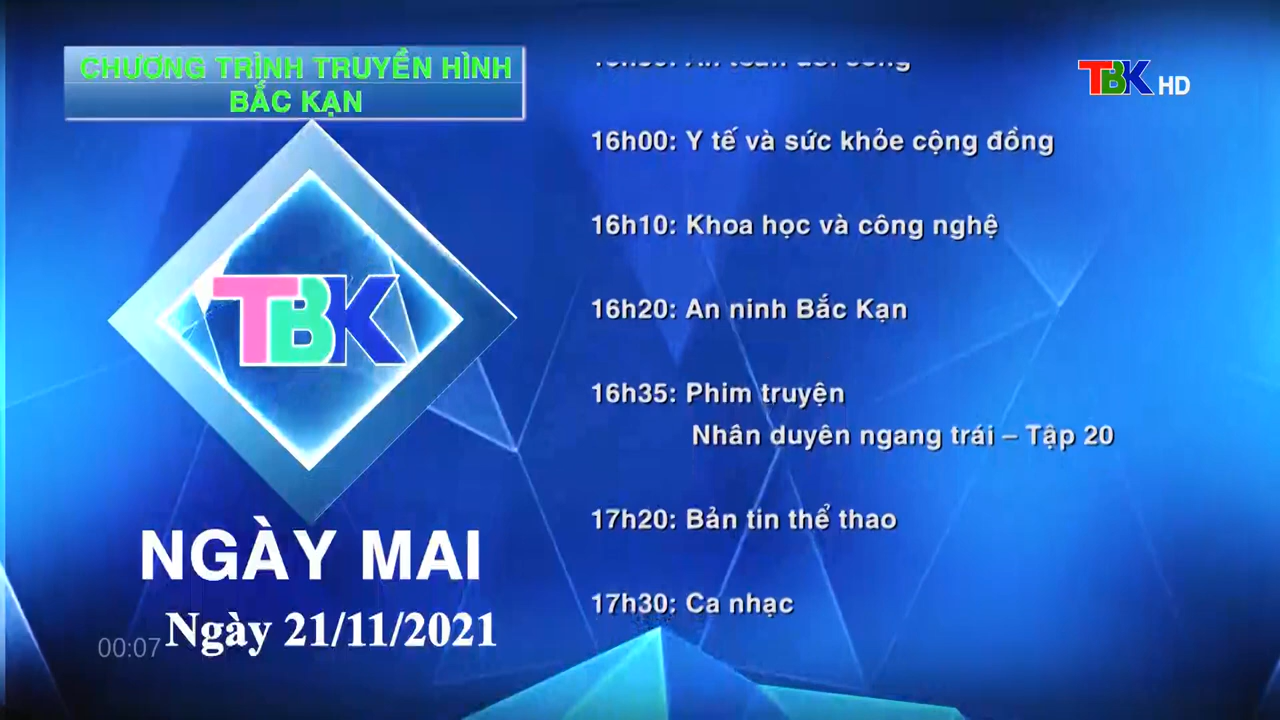 CHƯƠNG TRÌNH TRUYỀN HÌNH
BẮC KẠN
TBK HD
16h00: Y tế và sức khỏe cộng đồng
16h10: Khoa học và công nghệ
16h20: An ninh Bắc Kạn
16h35: Phim truyện
Nhân duyên ngang trái – Tập 20
17h20: Bản tin thể thao
17h30: Ca nhạc
TBK
NGÀY MAI
Ngày 21/11/2021
00:07